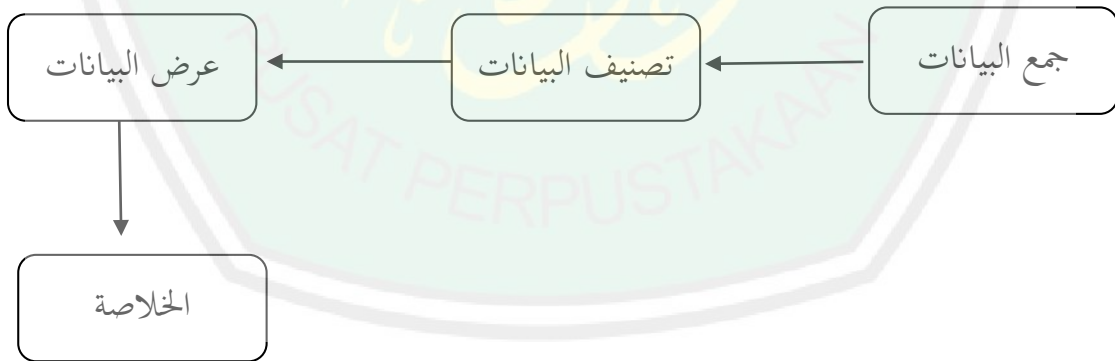 جمع البيانات
تصنيف البيانات
عرض البيانات
الخلاصة
PUSAT PERPUSTAKAAN